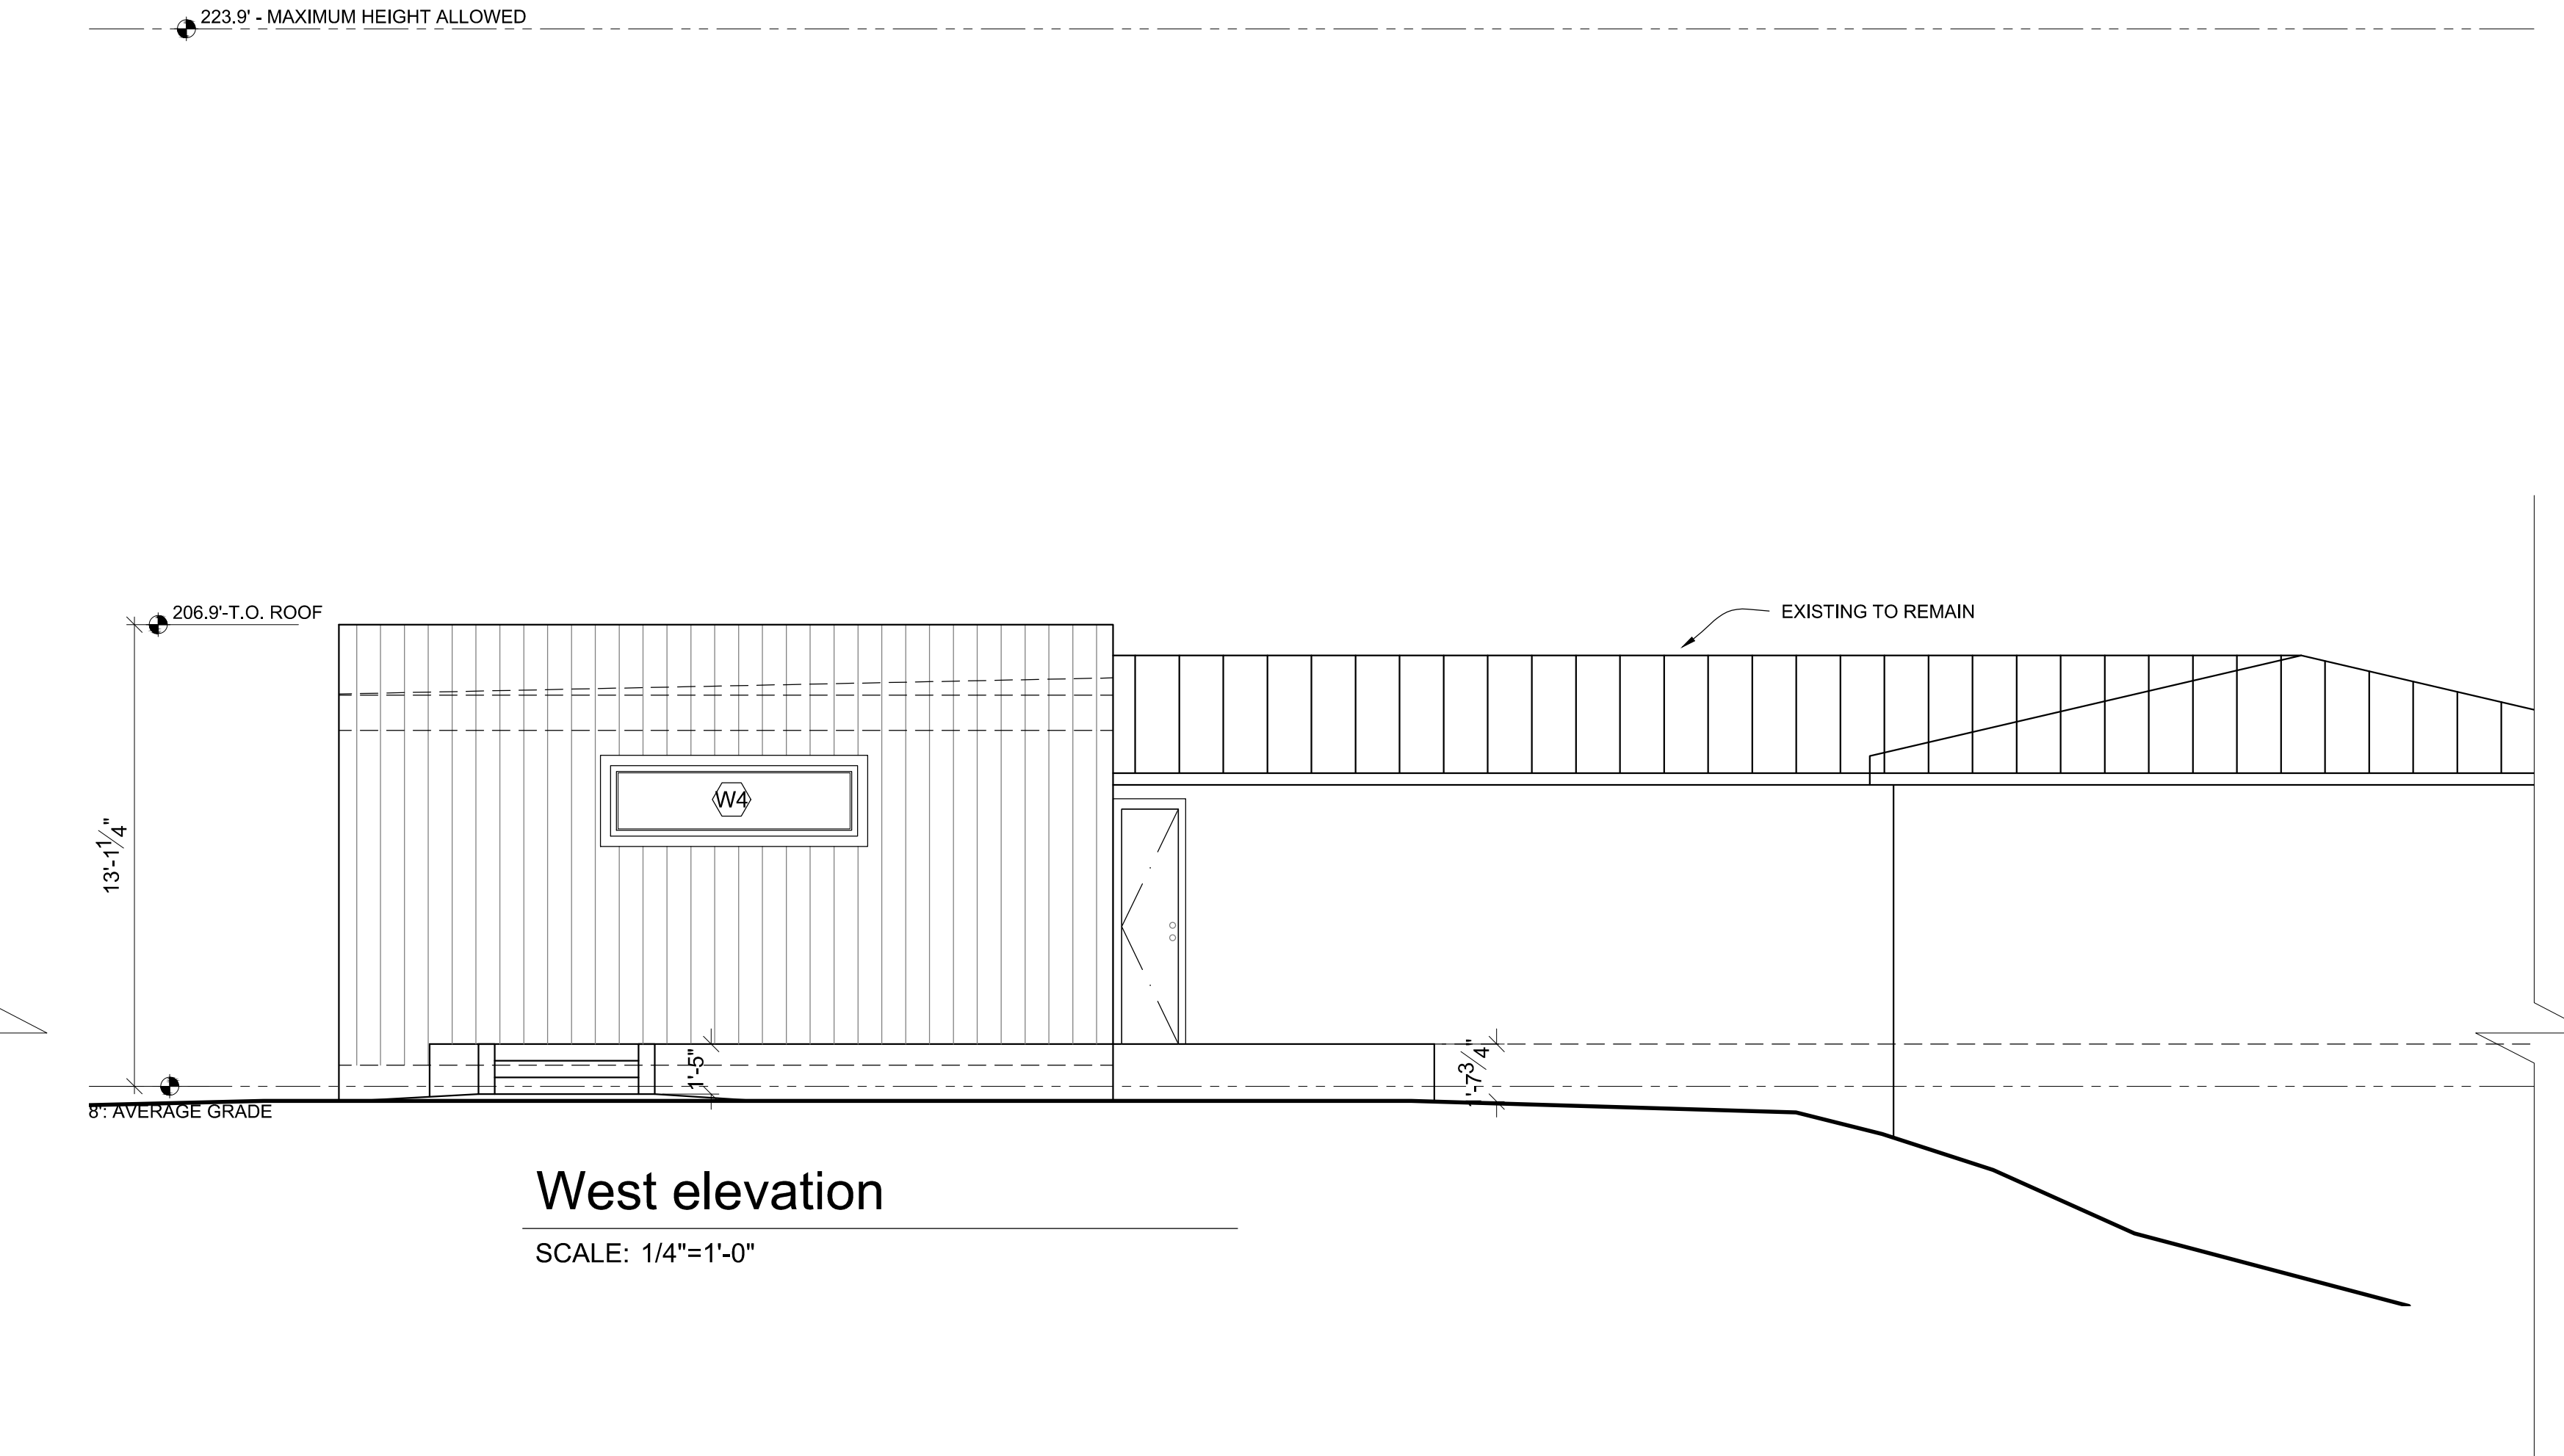 223.9' - MAXIMUM HEIGHT ALLOWED
206.9'-T.O. ROOF
EXISTING TO REMAIN
W4
13'-1 1/4"
1'-5"
'-7 3/4"
8': AVERAGE GRADE
West elevation
SCALE: 1/4"=1'-0"